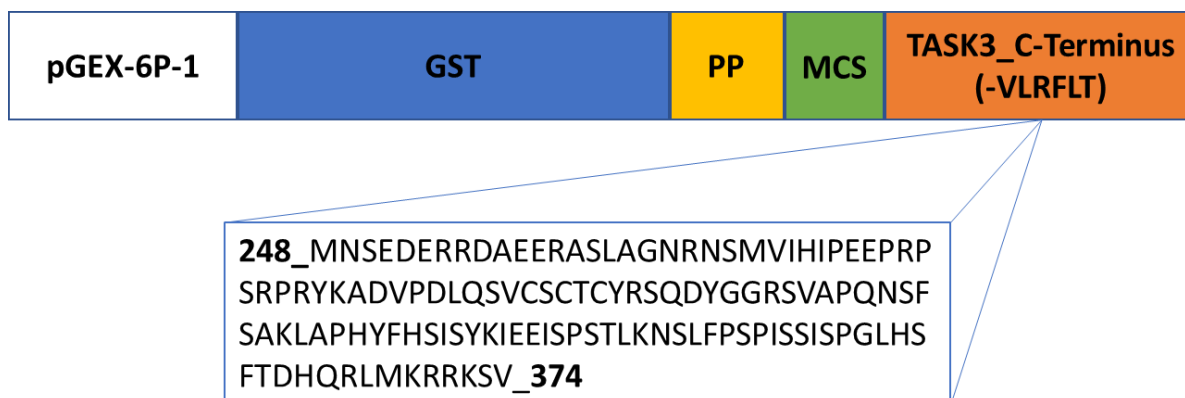 pGEX-6P-1
GST
PP
MCS
TASK3_C-Terminus
(-VLRFLT)
248_MNSEDERRDAEERASLAGNRNSMVIHIPEEPRP
SRPRYKADVPDLQSVCSCTCYRSQDYGGRSVAPQNSF
SAKLAPHYFHSISYKIEEISPSTLKNSLFPSPISSISPGLHS
FTDHQRLMKRRKSV_374